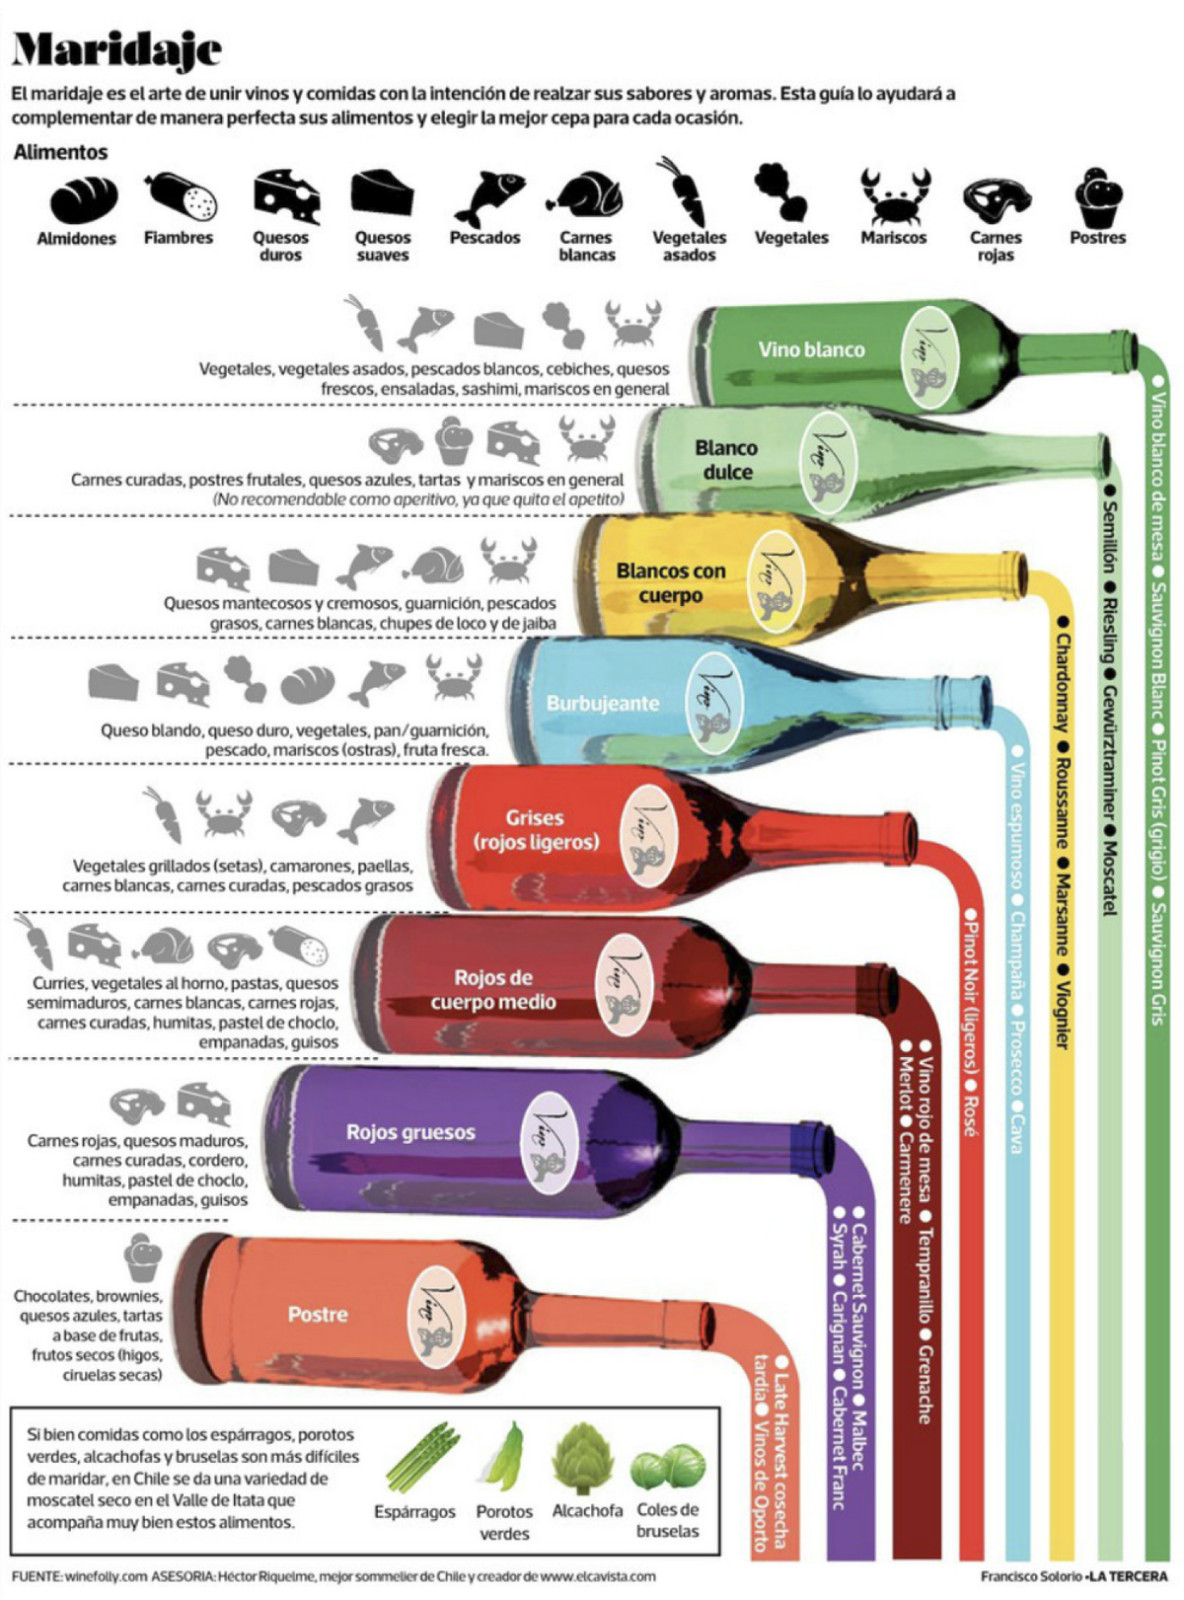 Maridaje
El maridaje es el arte de unir vinos y comidas con la intención de realzar sus sabores y aromas. Esta guía lo ayudará a
complementar de manera perfecta sus alimentos y elegir la mejor cepa para cada ocasión.
Alimentos
Almidones
Fiambres
Quesos
duros
Quesos
suaves
Pescados
Carnes
blancas
Vegetales
asados
Vegetales
Mariscos
Carnes
rojas
Postres
Vegetales, vegetales asados, pescados blancos, cebiches, quesos
frescos, ensaladas, sashimi, mariscos en general
Vino blanco
Vino
● Vino blanco de mesa ● Sauvignon Blanc ● Pinot Gris (grigio) ● Sauvignon Gris
Carnes curadas, postres frutales, quesos azules, tartas y mariscos en general
(No recomendable como aperitivo, ya que quita el apetito)
Blanco
dulce
Vino
● Semillón ● Riesling ● Gewürztraminer ● Moscatel
Quesos mantecosos y cremosos, guarnición, pescados
grasos, carnes blancas, chupes de loco y de jaiba
Blancos con
cuerpo
Vino
● Chardonnay ● Roussanne ● Marsanne ● Viognier
Queso blando, queso duro, vegetales, pan/guarnición,
pescado, mariscos (ostras), fruta fresca.
Burbujeante
Vino
● Vino espumoso ● Champaña ● Prosecco ● Cava
Vegetales grillados (setas), camarones, paellas,
carnes blancas, carnes curadas, pescados grasos
Grises
(rojos ligeros)
Vino
● Pinot Noir (ligeros) ● Rosé
Curries, vegetales al horno, pastas, quesos
semimaduros, carnes blancas, carnes rojas,
carnes curadas, humitas, pastel de choclo,
empanadas, guisos
Rojos de
cuerpo medio
Vino
● Vino rojo de mesa ● Tempranillo ● Grenache
● Merlot ● Carmenere
Carnes rojas, quesos maduros,
carnes curadas, cordero,
humitas, pastel de choclo,
empanadas, guisos
Rojos gruesos
Vino
● Cabernet Sauvignon ● Malbec
● Syrah ● Carignan ● Cabernet Franc
Chocolates, brownies,
quesos azules, tartas
a base de frutas,
frutos secos (higos,
ciruelas secas)
Postre
Vino
● Late Harvest cosecha
tardía ● Vinos de Oporto
Si bien comidas como los espárragos, porotos
verdes, alcachofas y bruselas son más difíciles
de maridar, en Chile se da una variedad de
moscatel seco en el Valle de Itata que
acompaña muy bien estos alimentos.
Espárragos
Porotos
verdes
Alcachofa
Coles de
bruselas
FUENTE: winefolly.com ASESORIA: Héctor Riquelme, mejor sommelier de Chile y creador de www.elcavista.com
Francisco Solorio •LA TERCERA